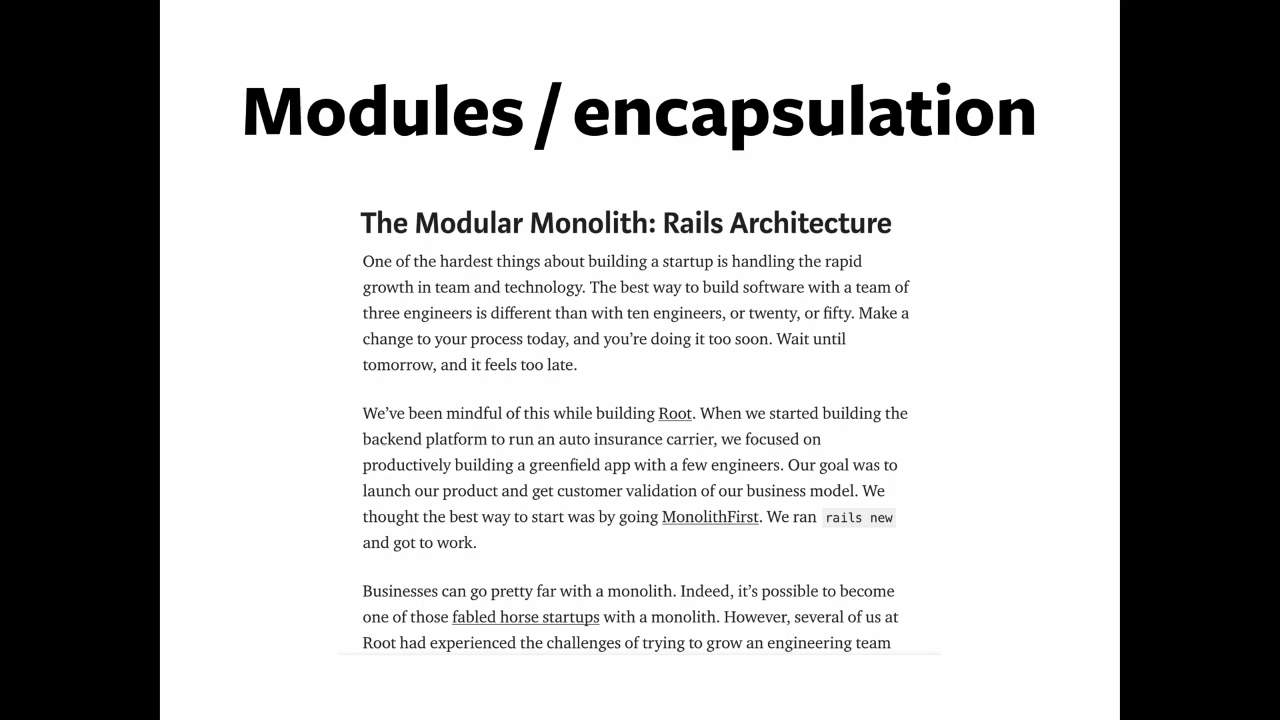 Modules / encapsulation
The Modular Monolith: Rails Architecture
One of the hardest things about building a startup is handling the rapid
growth in team and technology. The best way to build software with a team of
three engineers is different than with ten engineers, or twenty, or fifty. Make a
change to your process today, and you’re doing it too soon. Wait until
tomorrow, and it feels too late.
We’ve been mindful of this while building Root. When we started building the
backend platform to run an auto insurance carrier, we focused on
productively building a greenfield app with a few engineers. Our goal was to
launch our product and get customer validation of our business model. We
thought the best way to start was by going MonolithFirst. We ran rails new
and got to work.
Businesses can go pretty far with a monolith. Indeed, it’s possible to become
one of those fabled horse startups with a monolith. However, several of us at
Root had experienced the challenges of trying to grow an engineering team